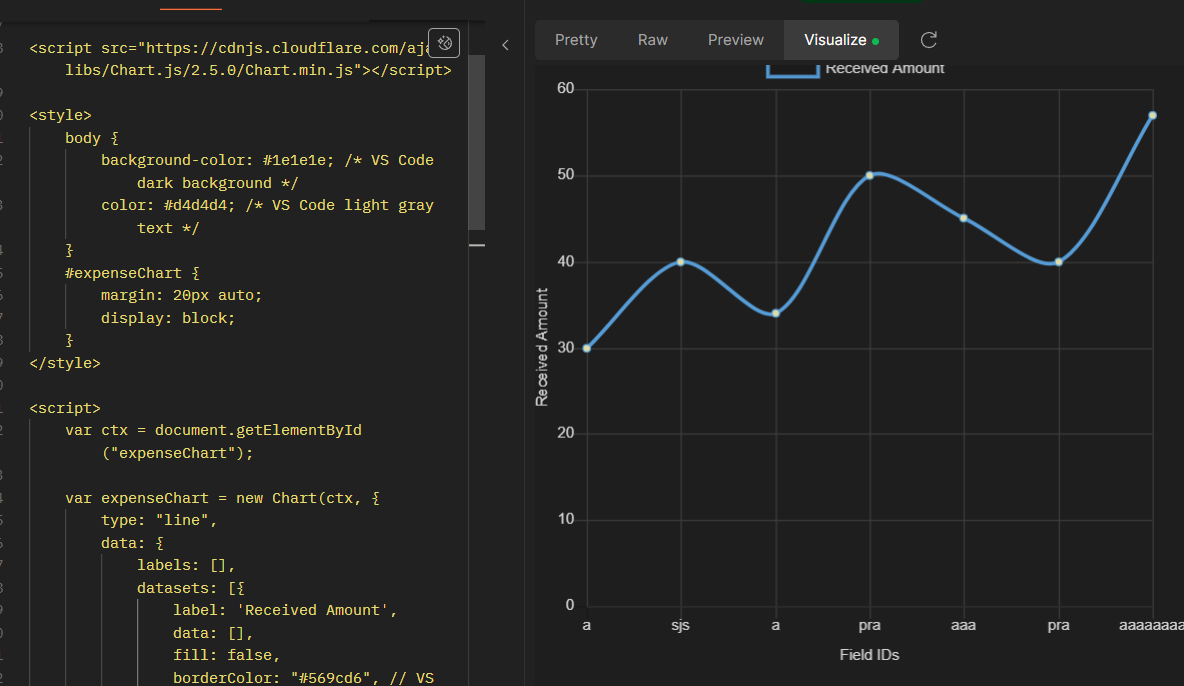 <script src="https://cdnjs.cloudflare.com/aja
libs/Chart.js/2.5.0/Chart.min.js"></script>
<style>
body {
background-color: #1e1e1e; /* VS Code
dark background */
color: #d4d4d4; /* VS Code light gray
text */
}
#expenseChart {
margin: 20px auto;
display: block;
}
</style>
<script>
var ctx = document.getElementById
("expenseChart");
var expenseChart = new Chart(ctx, {
type: "line",
data: {
labels: [],
datasets: [{
label: 'Received Amount',
data: [],
fill: false,
borderColor: "#569cd6", // VS
Pretty Raw Preview Visualize
Received Amount
60
50
40
30
20
10
0
Received Amount
a sjs a pra aaa pra aaaaaaaa
Field IDs